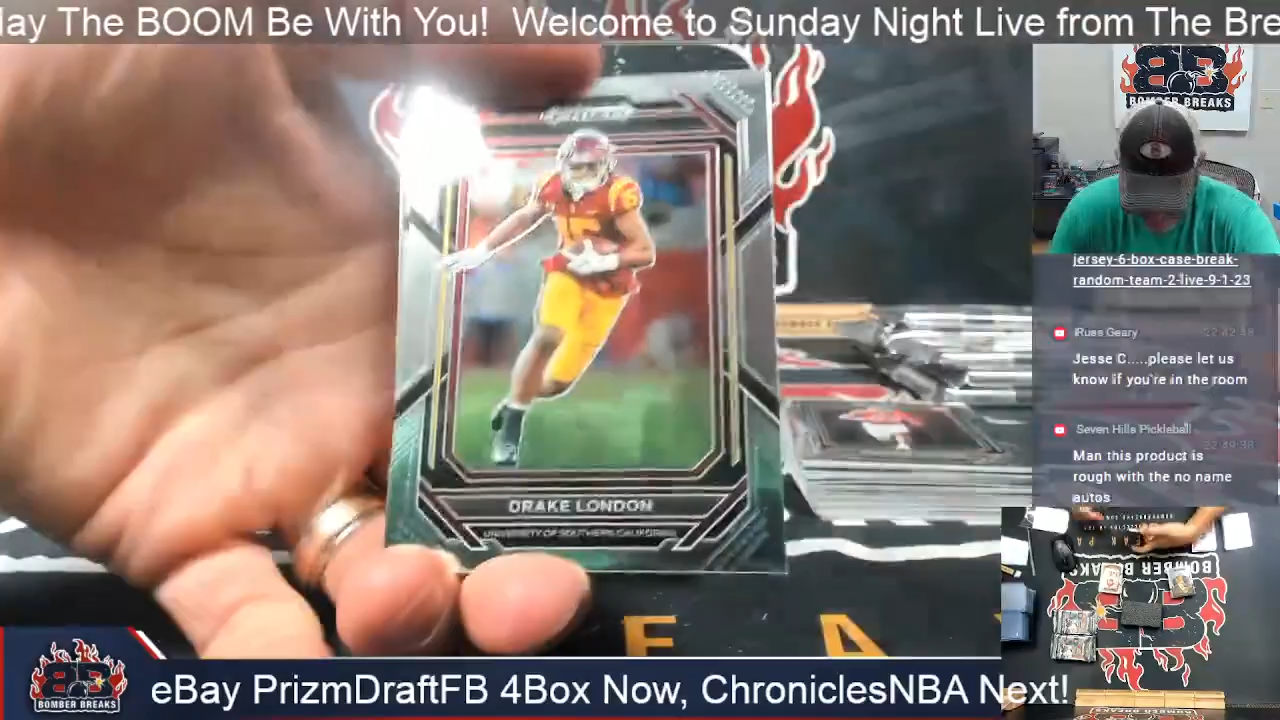 lay The BOOM Be With You!  Welcome to Sunday Night Live from The Bre
DRAKE LONDON
UNIVERSITY OF SOUTHERN CALIFORNIA
15
BOMBER BREAKS
jersey-6-box-case-break-
random-team-2-live-9-1-23
iRues Geary
Jesse C.....please let us
know if you're in the room
Seven Hills Pickleball
Man this product is
rough with the no name
autos
BOMBER BREAKS
E A
BB
BOMBER BREAKS
eBay PrizmDraftFB 4Box Now, ChroniclesNBA Next!